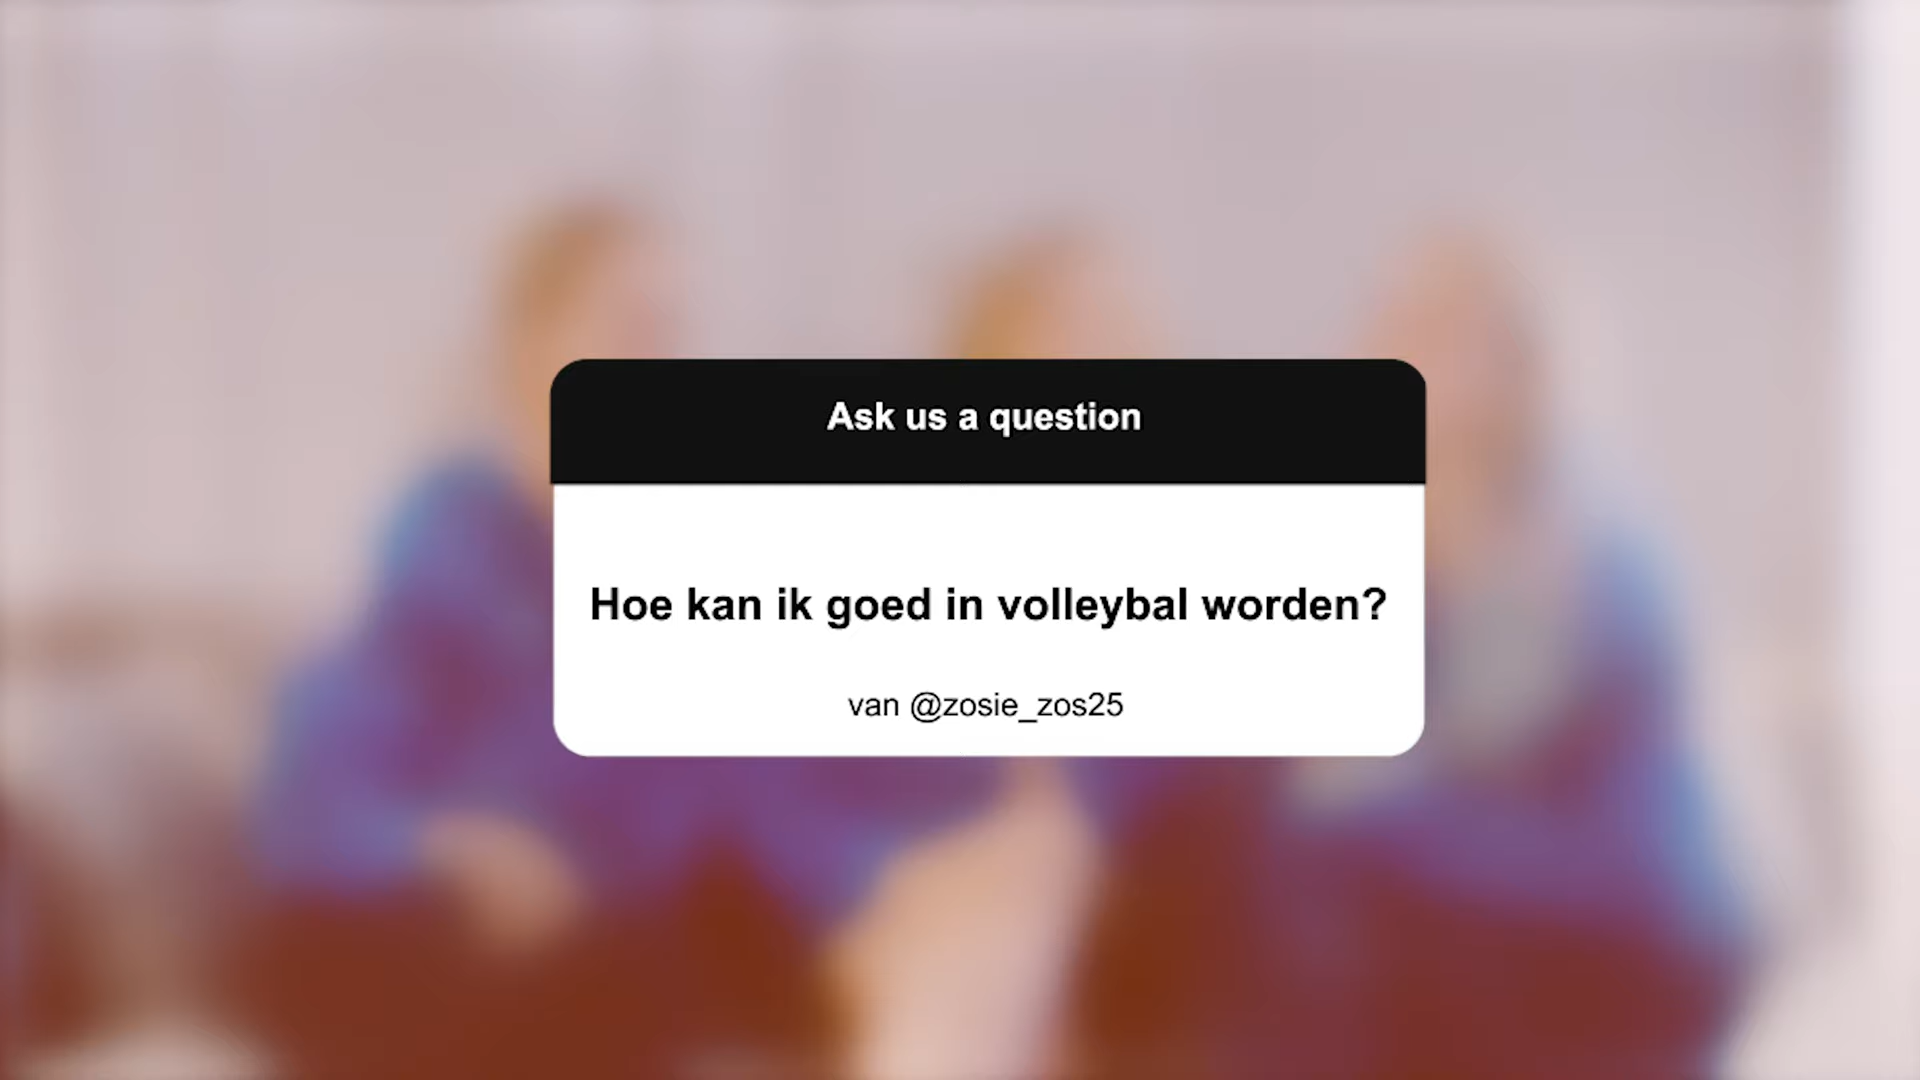 Ask us a question
Hoe kan ik goed in volleybal worden?
van @zosie_zos25